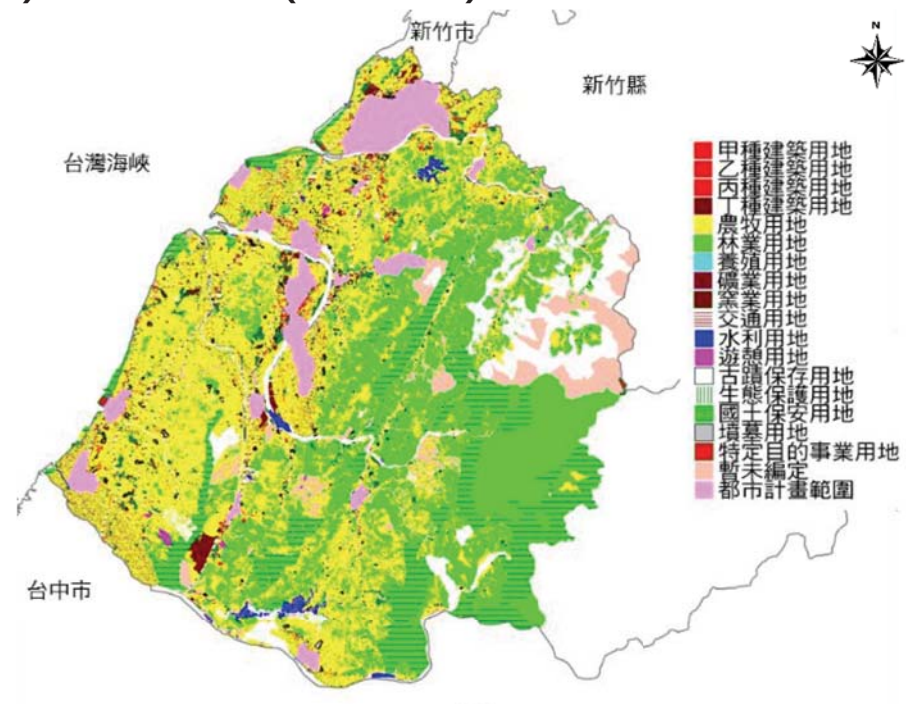 新竹市
N
新竹縣
台灣海峽
甲種建築用地
乙種建築用地
丙種建築用地
丁種建築用地
農牧用地
林業用地
養殖用地
礦業用地
窯業用地
交通用地
水利用地
遊憩用地
古蹟保存用地
生態保護用地
國土保安用地
墳墓用地
特定目的事業用地
暫未編定
都市計畫範圍
台中市